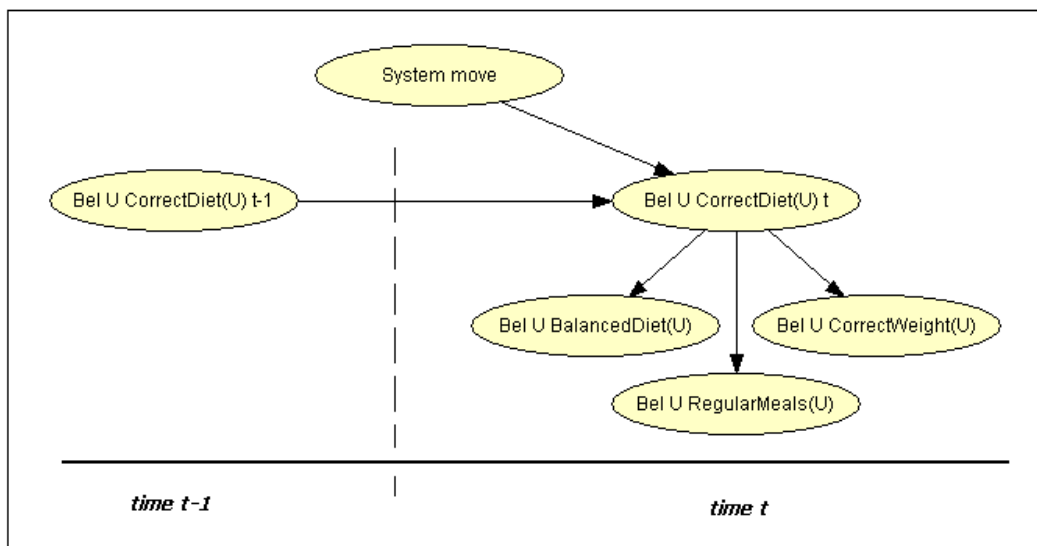 System move
Bel U CorrectDiet(U) t-1
Bel U CorrectDiet(U) t
Bel U BalancedDiet(U)
Bel U CorrectWeight(U)
Bel U RegularMeals(U)
time t-1
time t